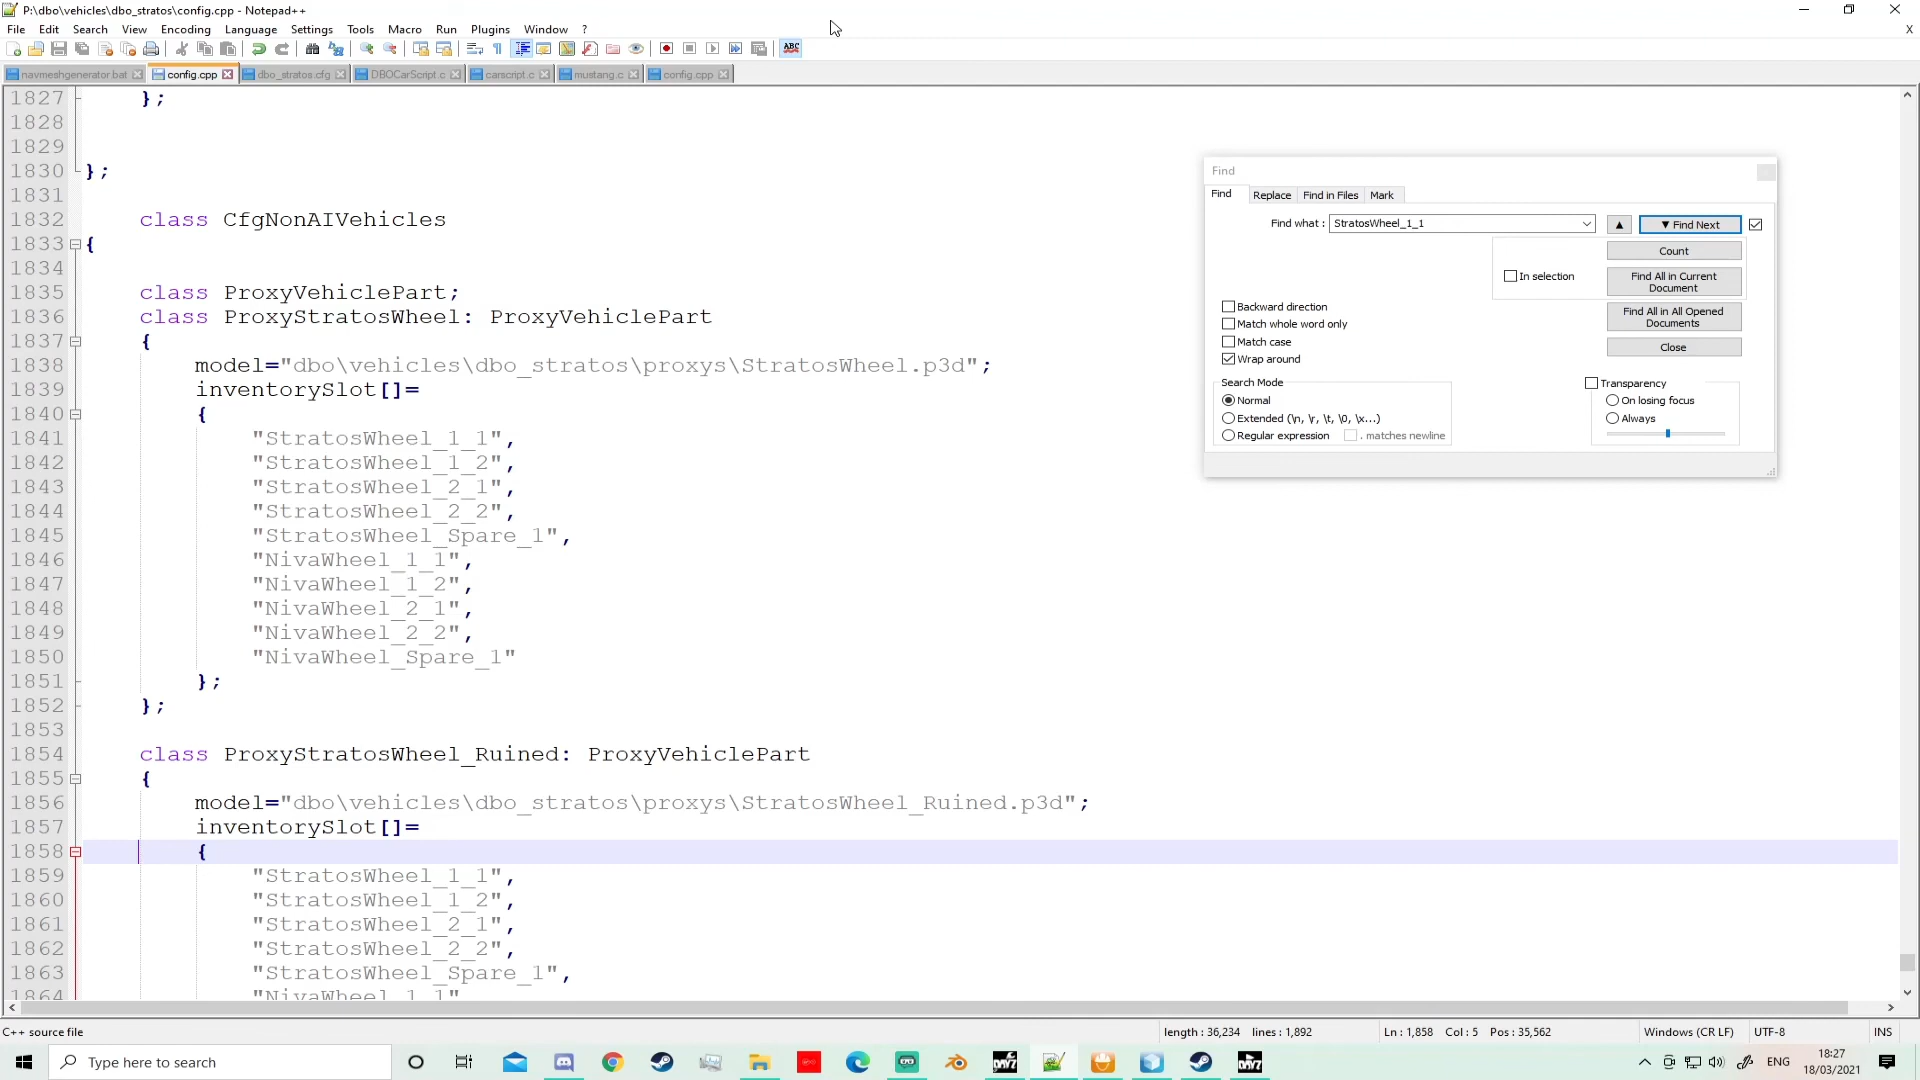 P:\dbo\vehicles\dbo_stratos\config.cpp - Notepad++
File Edit Search View Encoding Language Settings Tools Macro Run Plugins Window ?
X
ABC
navmeshgenerator.bat config.cpp dbo_stratos.cfg DBOCarScript.c carscript.c mustang.c config.cpp
1827 };
1828
1829
1830 };
1831
1832 class CfgNonAIVehicles
1833 {
1834
1835 class ProxyVehiclePart;
1836 class ProxyStratosWheel: ProxyVehiclePart
1837 {
1838 model="dbo\vehicles\dbo_stratos\proxys\StratosWheel.p3d";
1839 inventorySlot[]=
1840 {
1841 "StratosWheel_1_1",
1842 "StratosWheel_1_2",
1843 "StratosWheel_2_1",
1844 "StratosWheel_2_2",
1845 "StratosWheel_Spare_1",
1846 "NivaWheel_1_1",
1847 "NivaWheel_1_2",
1848 "NivaWheel_2_1",
1849 "NivaWheel_2_2",
1850 "NivaWheel_Spare_1"
1851 };
1852 };
1853
1854 class ProxyStratosWheel_Ruined: ProxyVehiclePart
1855 {
1856 model="dbo\vehicles\dbo_stratos\proxys\StratosWheel_Ruined.p3d";
1857 inventorySlot[]=
1858 {
1859 "StratosWheel_1_1",
1860 "StratosWheel_1_2",
1861 "StratosWheel_2_1",
1862 "StratosWheel_2_2",
1863 "StratosWheel_Spare_1",
1864 "NivaWheel_1_1"
Find
Find Replace Find in Files Mark
Find what : StratosWheel_1_1 ▲ ▼ Find Next
Count
In selection
Find All in Current Document
Backward direction
Find All in All Opened Documents
Match whole word only
Match case
Close
Wrap around
Search Mode
Transparency
Normal
On losing focus
Extended (\n, \r, \t, \0, \x...)
Always
Regular expression . matches newline
C++ source file length : 36,234 lines : 1,892 Ln : 1,858 Col : 5 Pos : 35,562 Windows (CR LF) UTF-8 INS
Type here to search
DAYZ
DAYZ
ENG
18:27
18/03/2021